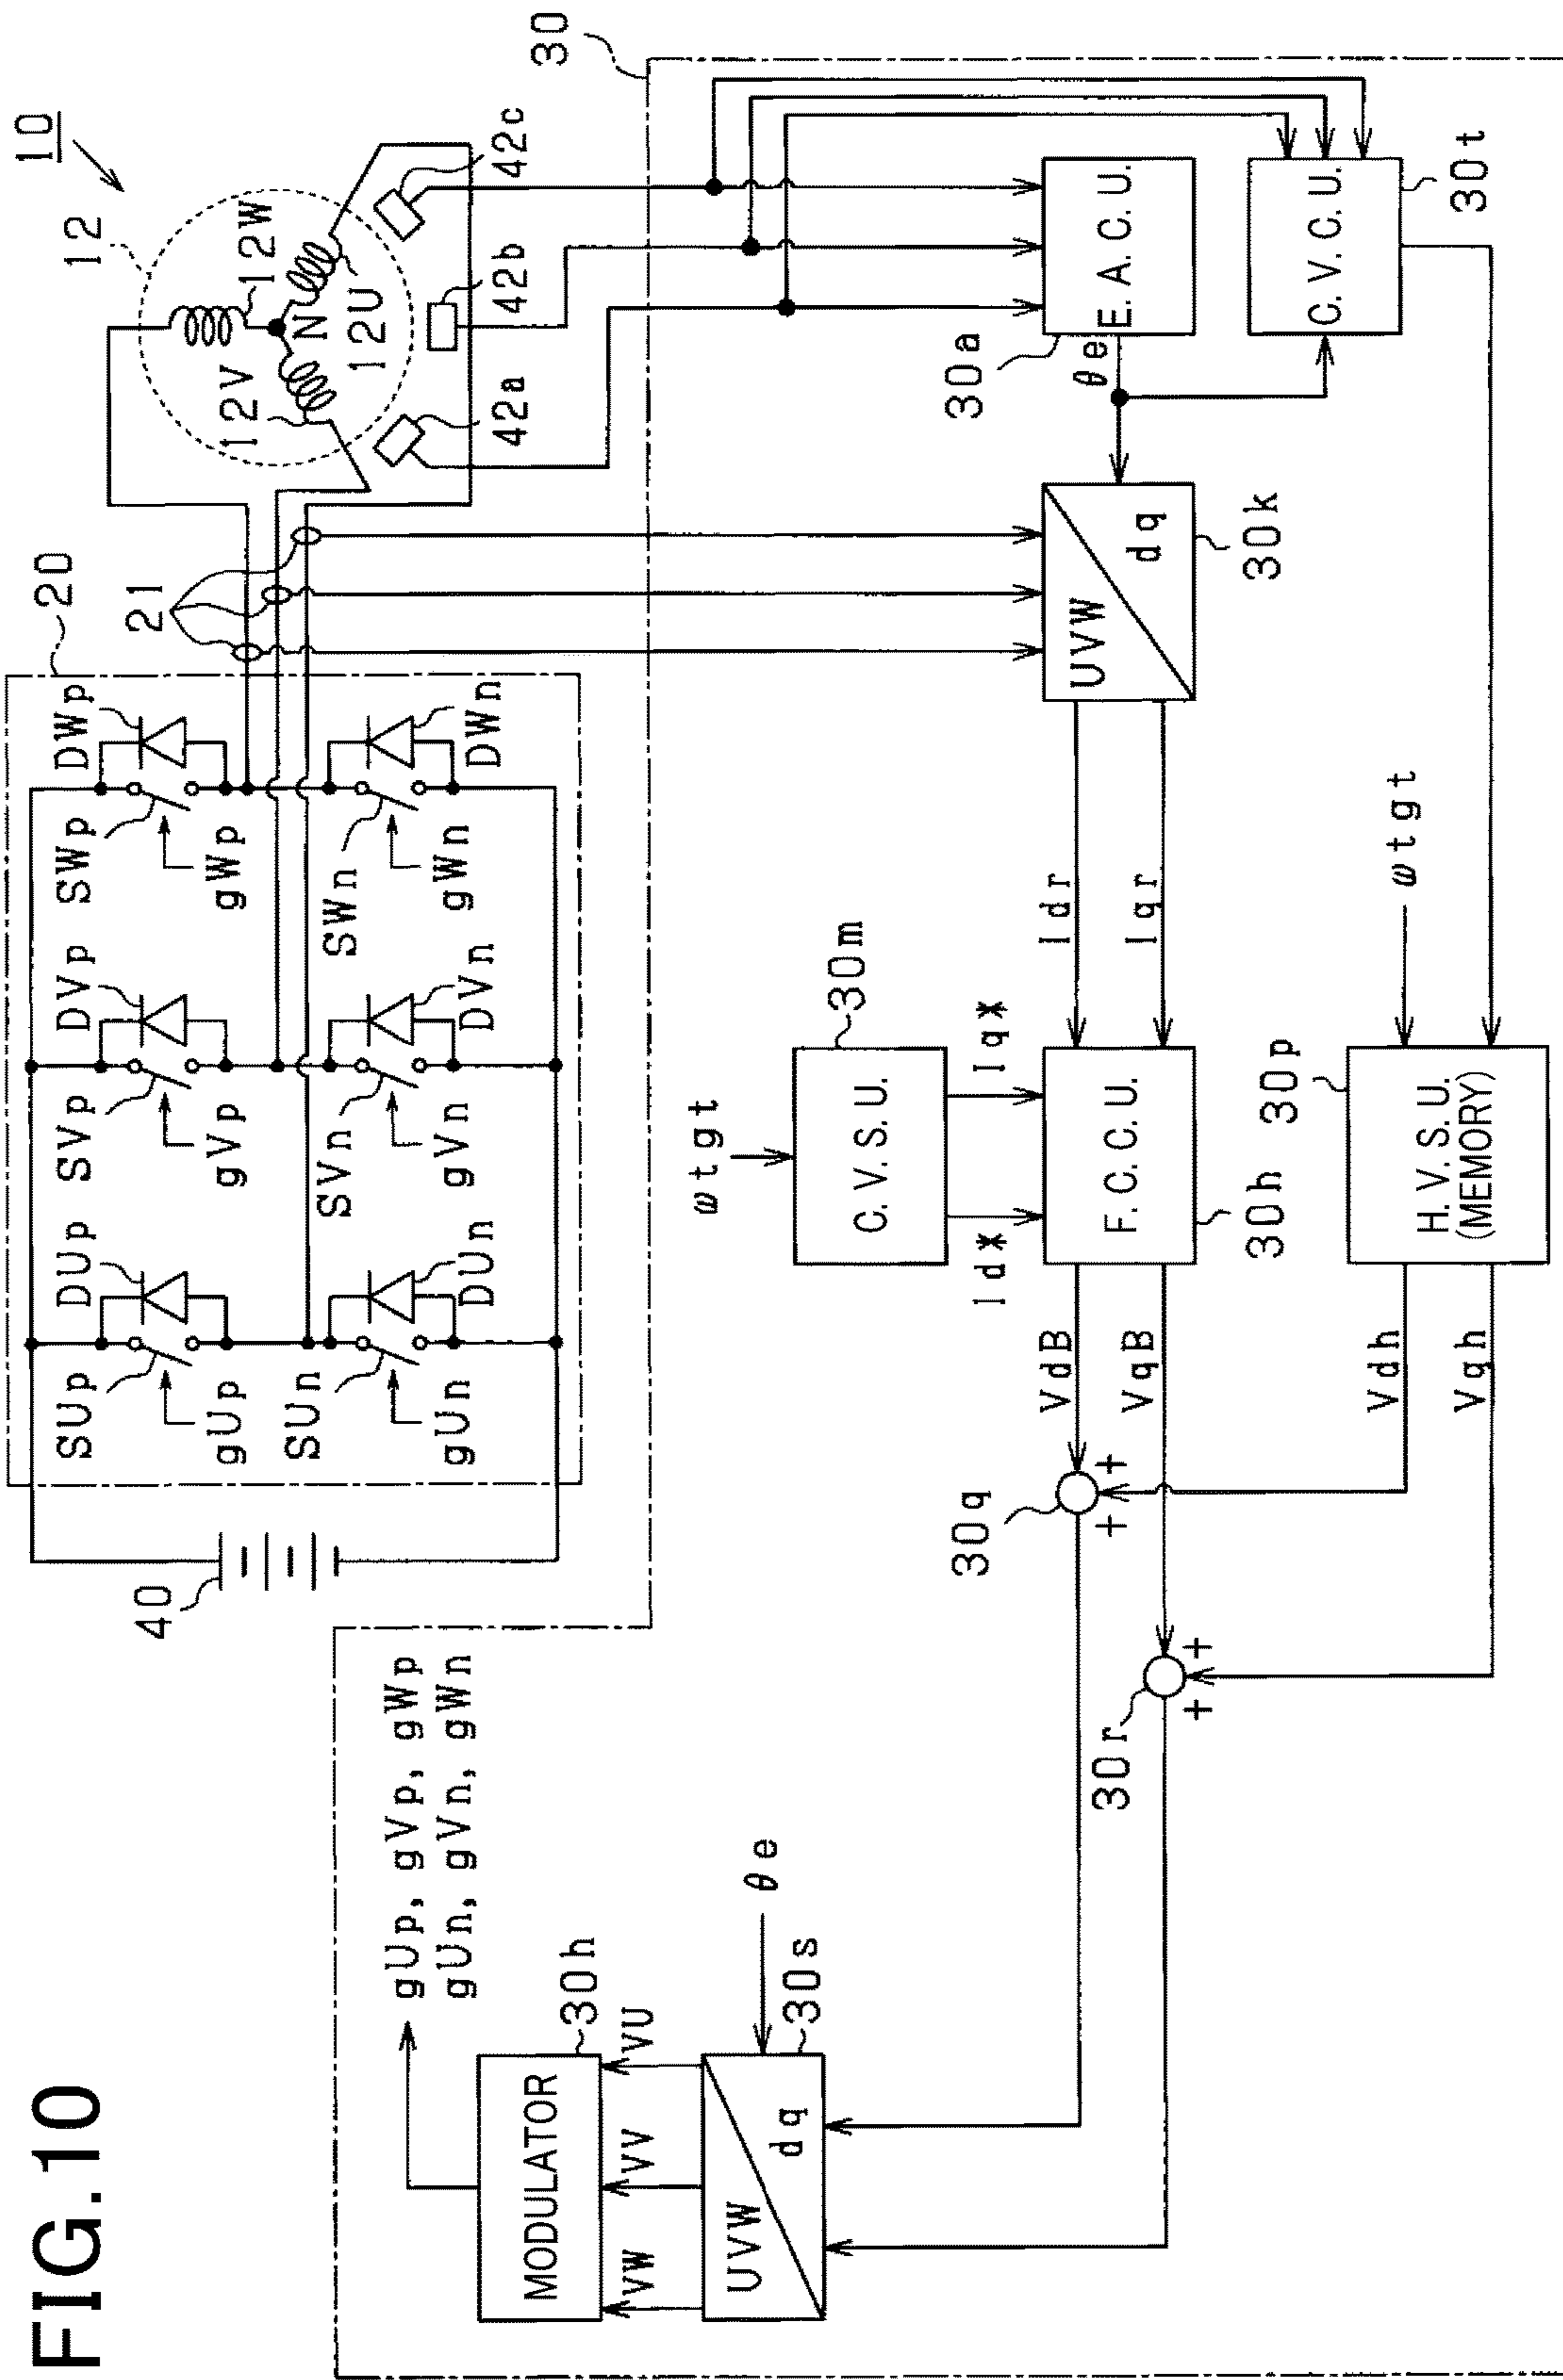 FIG.10
10
12
12W
12V
N
12U
42a
42b
42c
20
21
40
SUp
DUp
gUp
SVp
DVp
gVp
SWp
DWp
gWp
SUn
DUn
gUn
SVn
DVn
gVn
SWn
DWn
gWn
30
gUp, gVp, gWp
gUn, gVn, gWn
MODULATOR
30h
VW
VV
VU
UVW
dq
30s
θe
ωtgt
C. V. S. U.
30m
Id*
Iq*
F. C. C. U.
30h
Idr
Iqr
UVW
dq
30k
θe
30a
E. A. C. U.
C. V. C. U.
30t
VdB
VqB
30q
+
+
30r
+
+
Vdh
Vqh
H. V. S. U.
(MEMORY)
30p
ωtgt